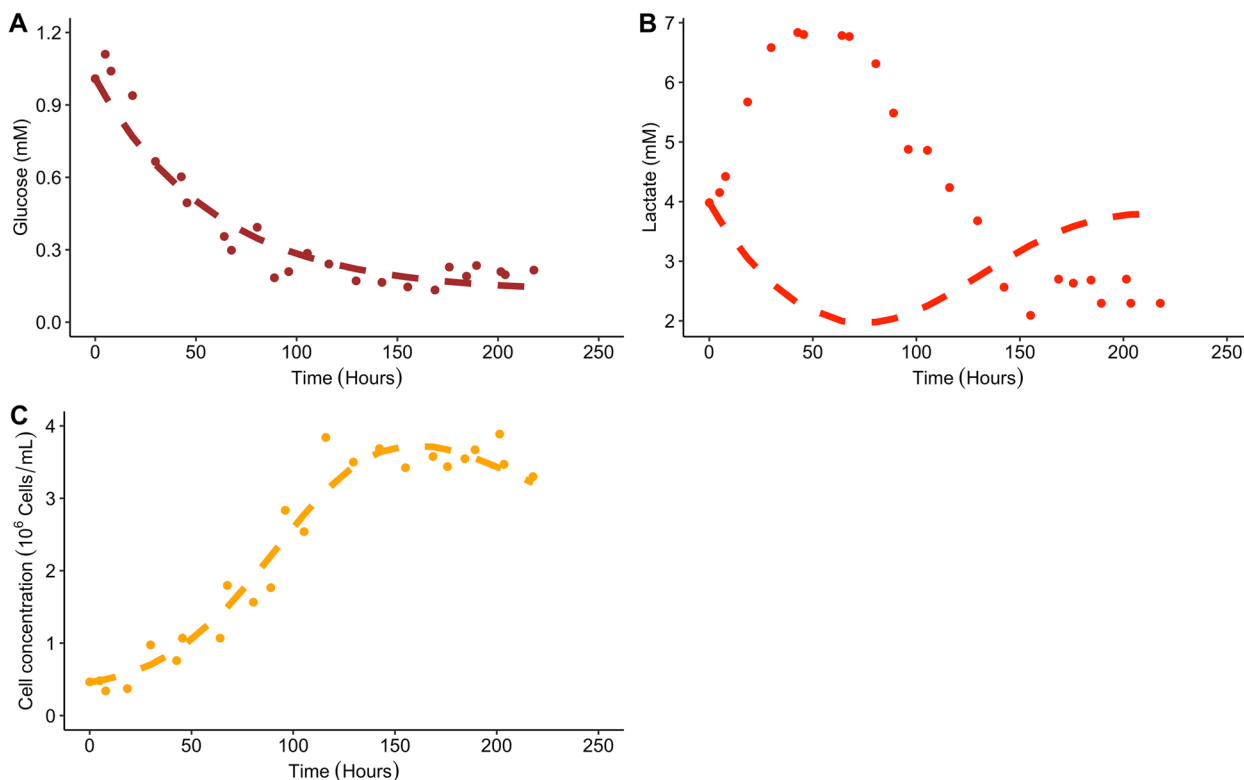 A
Glucose (mM)
1.2
0.9
0.6
0.3
0.0
0 50 100 150 200 250
Time (Hours)
B
Lactate (mM)
7
6
5
4
3
2
0 50 100 150 200 250
Time (Hours)
C
Cell concentration (10⁶ Cells/mL)
4
3
2
1
0
0 50 100 150 200 250
Time (Hours)